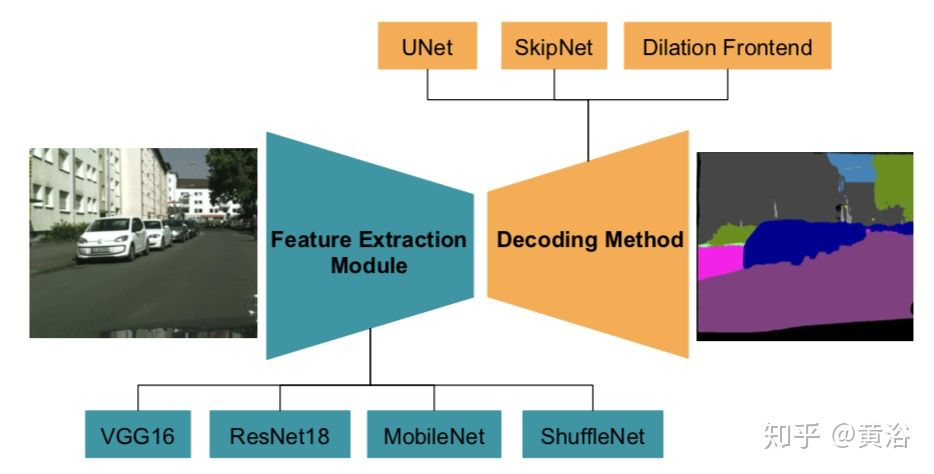 UNet
SkipNet
Dilation Frontend
Feature Extraction
Module
Decoding Method
VGG16
ResNet18
MobileNet
ShuffleNet
知乎 @黄浴